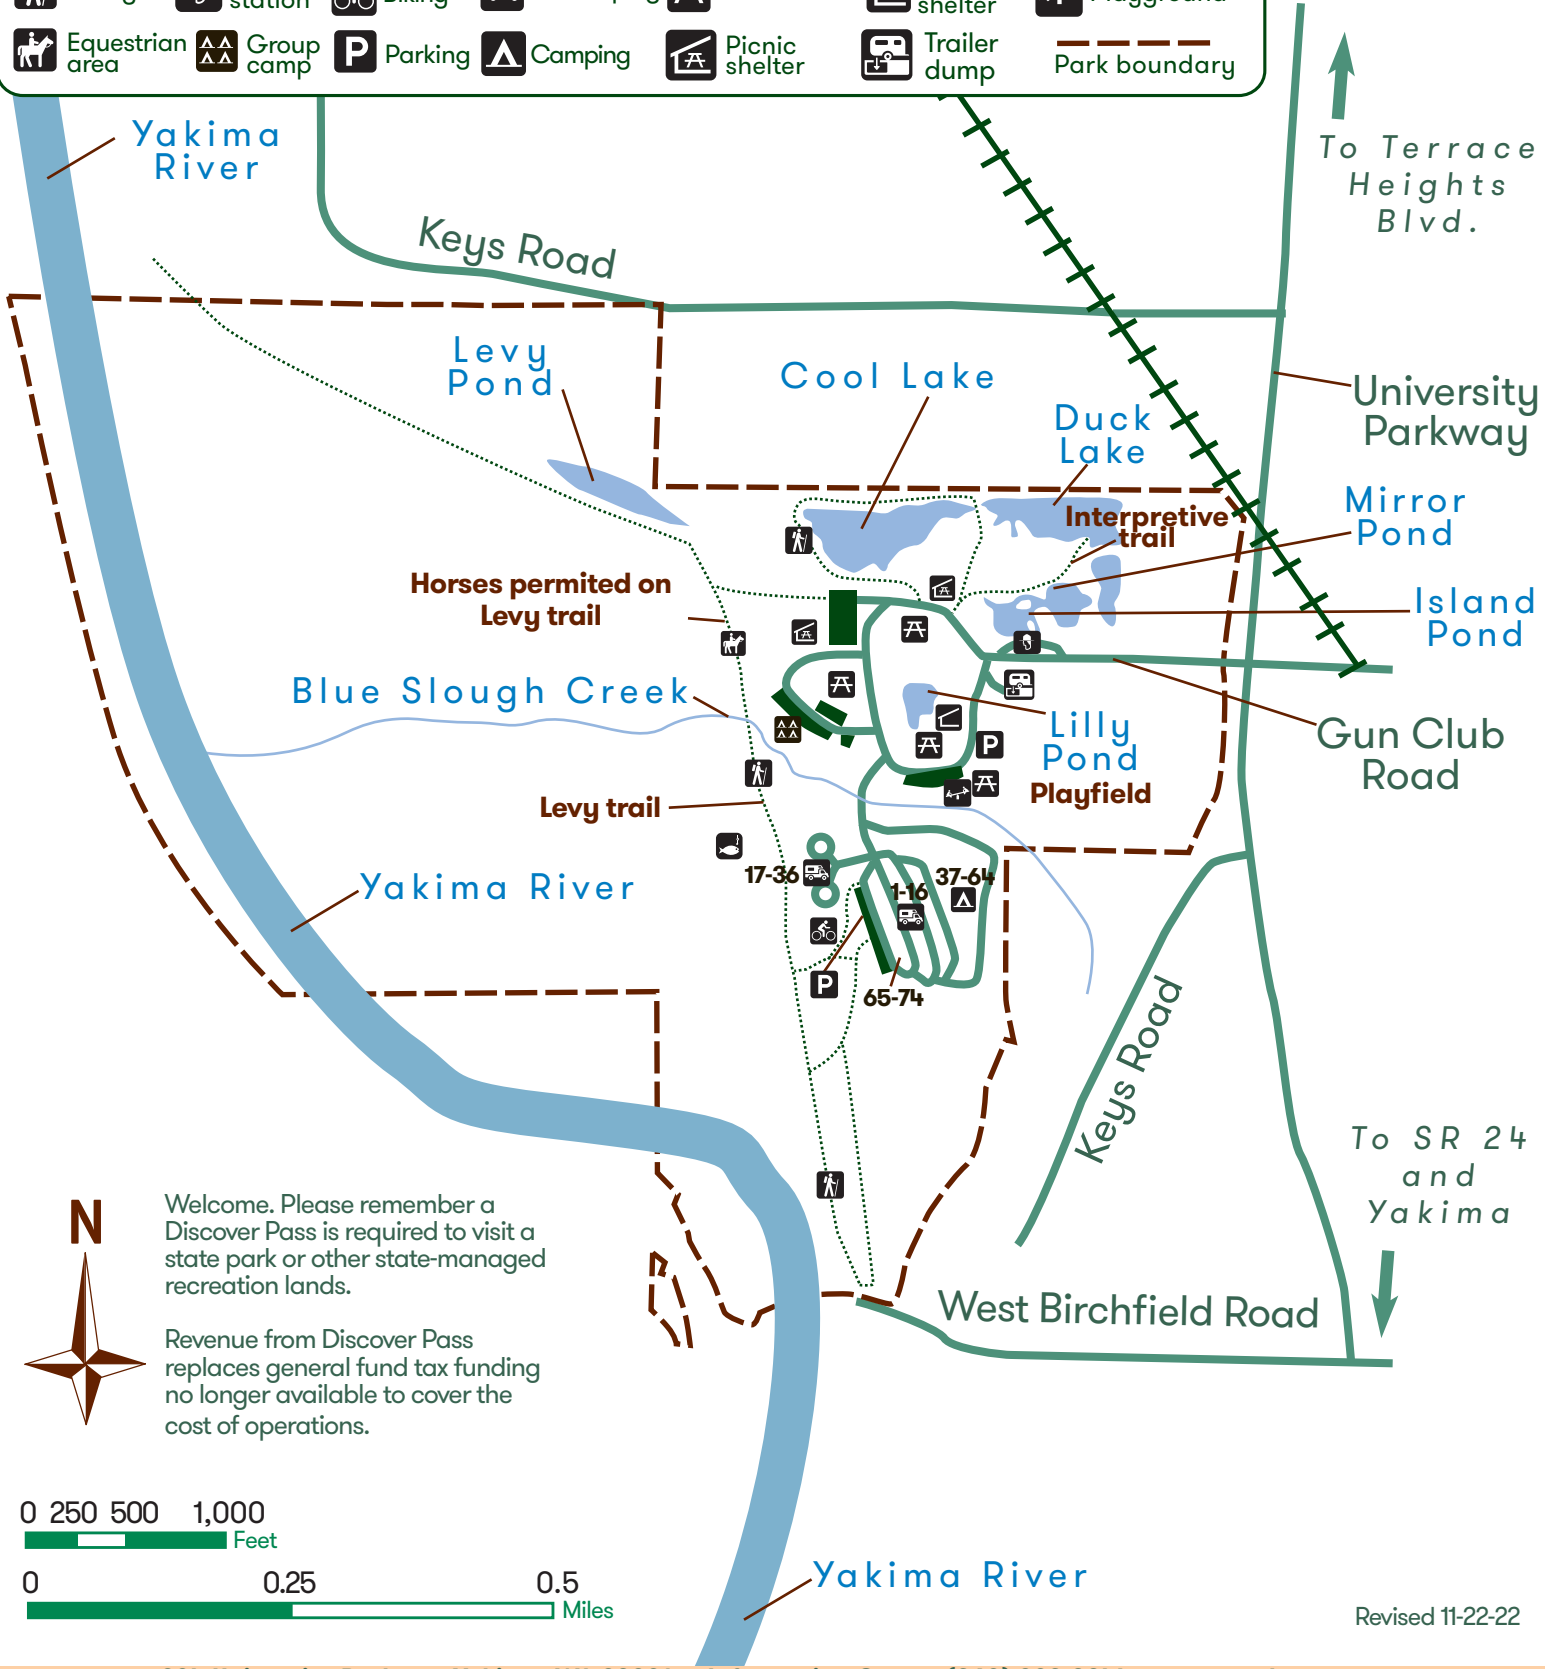 station
Biking
shelter
Playground
Equestrian
area
Group
camp
P
Parking
Camping
Picnic
shelter
Trailer
dump
Park boundary
Yakima
River
To Terrace
Heights
Blvd.
Keys Road
Levy
Pond
Cool Lake
Duck
Lake
University
Parkway
Interpretive
trail
Mirror
Pond
Horses permited on
Levy trail
Island
Pond
Blue Slough Creek
Lilly
Pond
P
Playfield
Gun Club
Road
Levy trail
17-36
1-16
37-64
Yakima River
P
65-74
Keys Road
To SR 24
and
Yakima
N
Welcome. Please remember a
Discover Pass is required to visit a
state park or other state-managed
recreation lands.
Revenue from Discover Pass
replaces general fund tax funding
no longer available to cover the
cost of operations.
West Birchfield Road
0 250 500 1,000
Feet
0 0.25 0.5
Miles
Yakima River
Revised 11-22-22